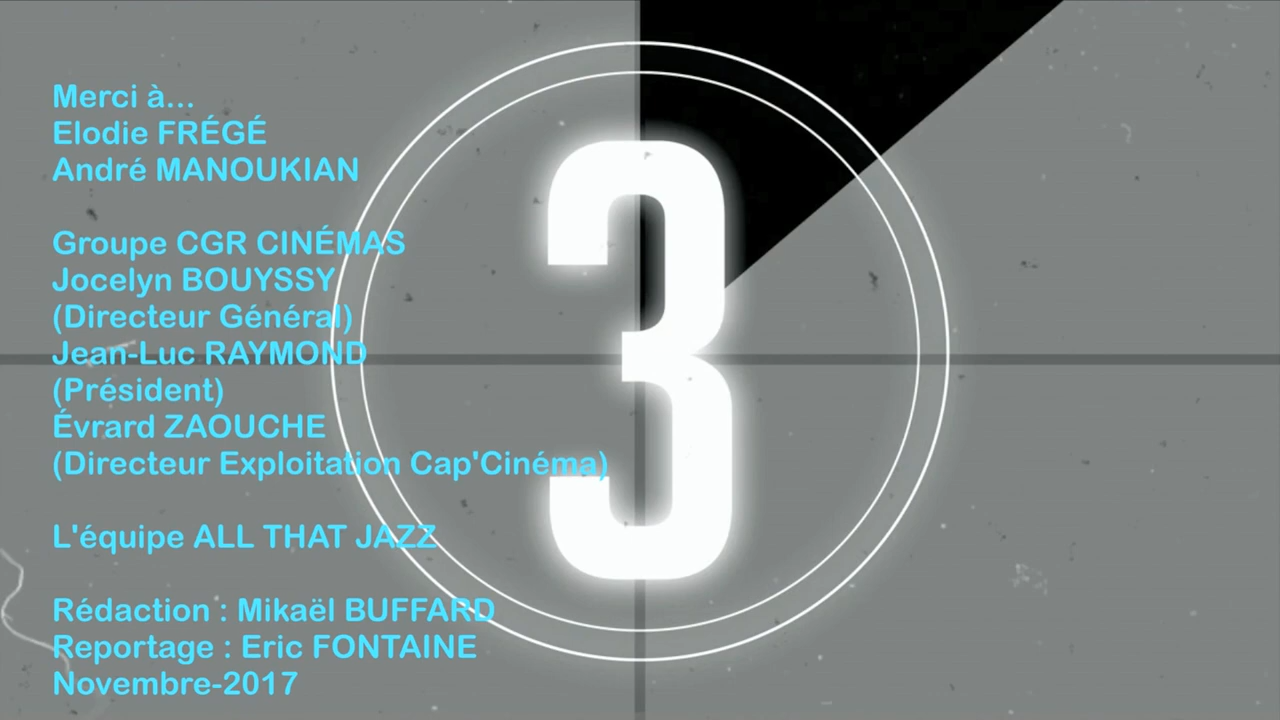 Merci à...
Elodie FRÉGÉ
André MANOUKIAN
Groupe CGR CINÉMAS
Jocelyn BOUYSSY
(Directeur Général)
Jean-Luc RAYMOND
(Président)
Évrard ZAOUCHE
(Directeur Exploitation Cap'Cinéma)
L'équipe ALL THAT JAZZ
Rédaction : Mikaël BUFFARD
Reportage : Eric FONTAINE
Novembre-2017
3